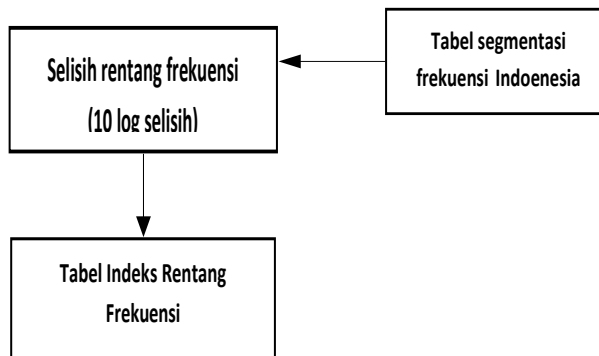 Selisih rentang frekuensi
(10 log selisih)
Tabel segmentasi
frekuensi Indoenesia
Tabel Indeks Rentang
Frekuensi